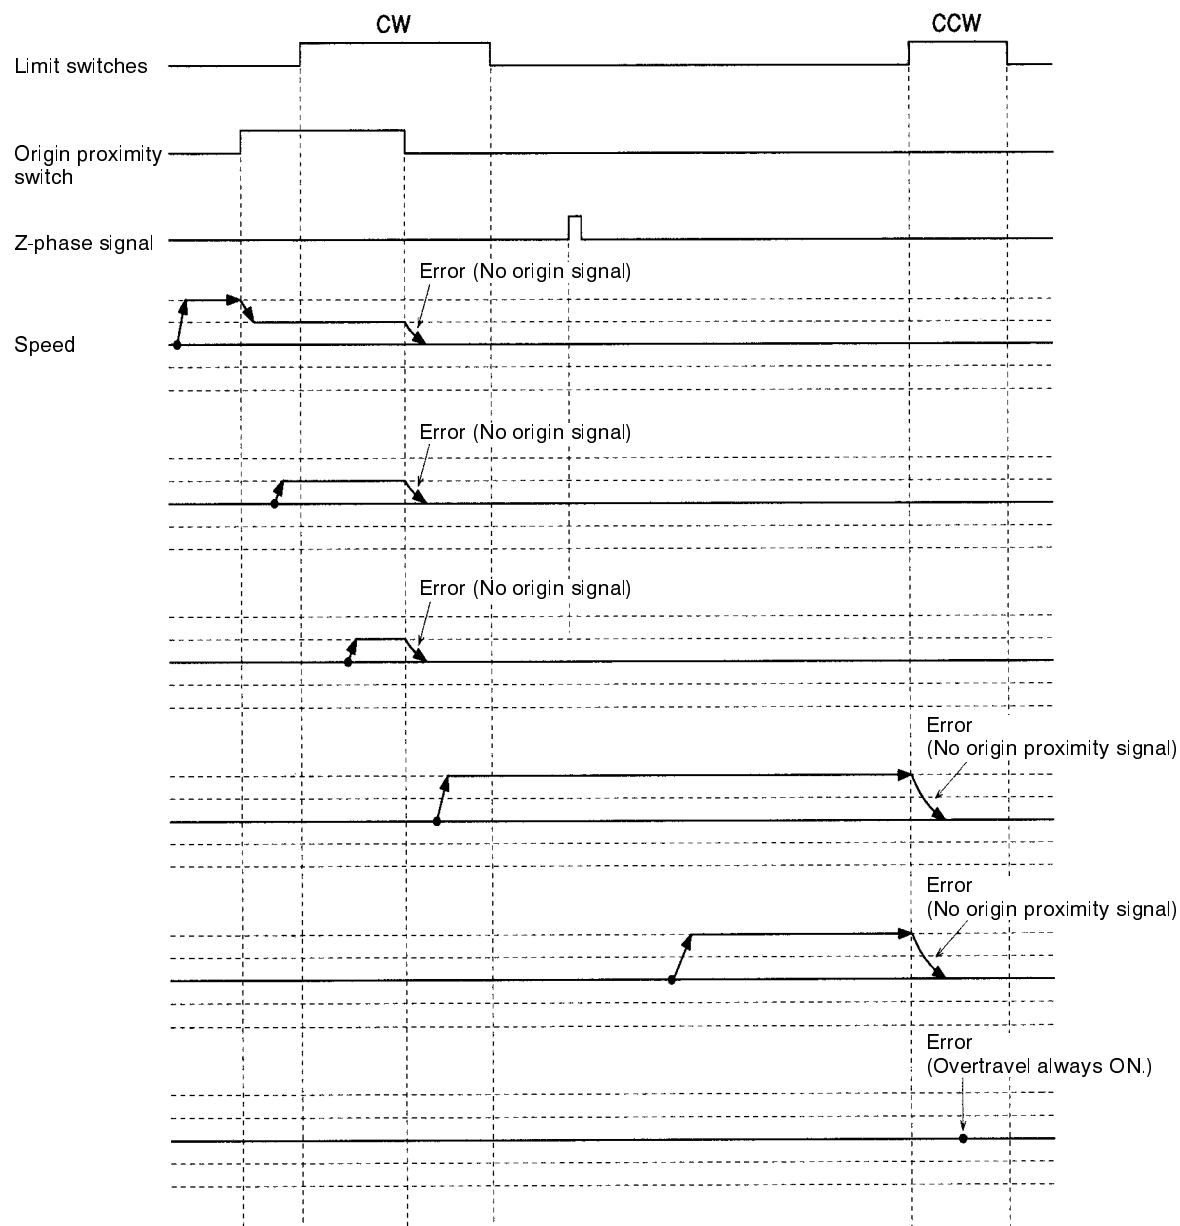 CW
CCW
Limit switches
Origin proximity
switch
Z-phase signal
Error (No origin signal)
Speed
Error (No origin signal)
Error (No origin signal)
Error
(No origin proximity signal)
Error
(No origin proximity signal)
Error
(Overtravel always ON.)